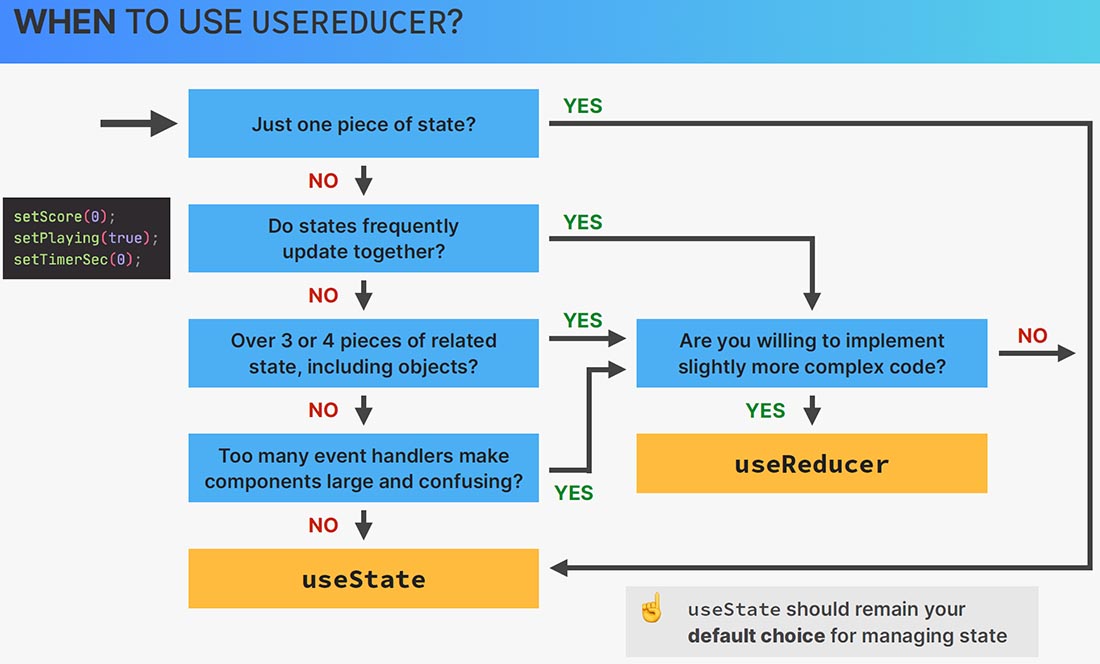 WHEN TO USE USEREDUCER?
Just one piece of state?
YES
NO
setScore(0);
setPlaying(true);
setTimerSec(0);
Do states frequently
update together?
YES
NO
Over 3 or 4 pieces of related
state, including objects?
YES
Are you willing to implement
slightly more complex code?
NO
NO
YES
Too many event handlers make
components large and confusing?
YES
useReducer
NO
useState
useState should remain your
default choice for managing state